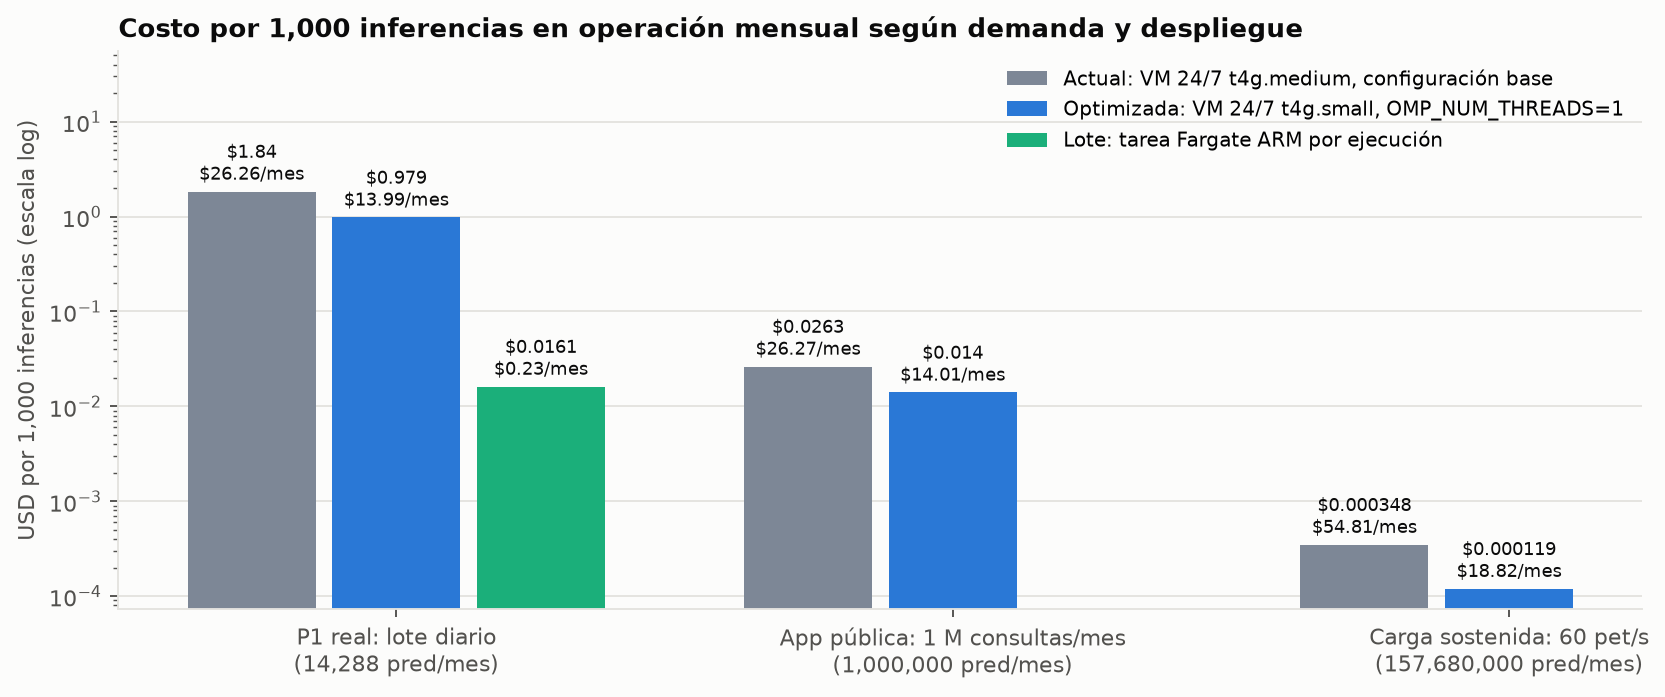 Costo por 1,000 inferencias en operación mensual según demanda y despliegue
Actual: VM 24/7 t4g.medium, configuración base
Optimizada: VM 24/7 t4g.small, OMP_NUM_THREADS=1
Lote: tarea Fargate ARM por ejecución
USD por 1,000 inferencias (escala log)
10¹
10⁰
10⁻¹
10⁻²
10⁻³
10⁻⁴
$1.84
$26.26/mes
$0.979
$13.99/mes
$0.0161
$0.23/mes
$0.0263
$26.27/mes
$0.014
$14.01/mes
$0.000348
$54.81/mes
$0.000119
$18.82/mes
P1 real: lote diario
(14,288 pred/mes)
App pública: 1 M consultas/mes
(1,000,000 pred/mes)
Carga sostenida: 60 pet/s
(157,680,000 pred/mes)